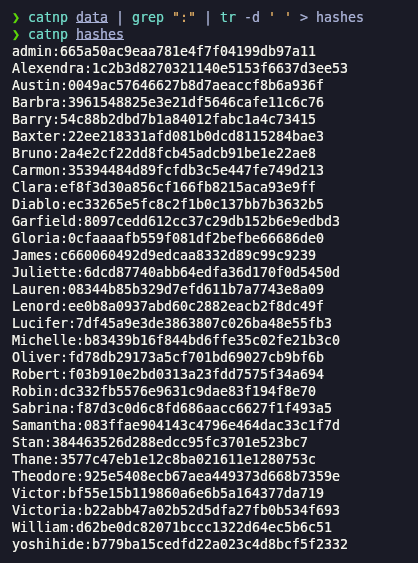 ❯ catnp data | grep ":" | tr -d ' ' > hashes
❯ catnp hashes
admin:665a50ac9eaa781e4f7f04199db97a11
Alexendra:1c2b3d8270321140e5153f6637d3ee53
Austin:0049ac57646627b8d7aeaccf8b6a936f
Barbra:3961548825e3e21df5646cafe11c6c76
Barry:54c88b2dbd7b1a84012fabc1a4c73415
Baxter:22ee218331afd081b0dcd8115284bae3
Bruno:2a4e2cf22dd8fcb45adcb91be1e22ae8
Carmon:35394484d89fcfdb3c5e447fe749d213
Clara:ef8f3d30a856cf166fb8215aca93e9ff
Diablo:ec33265e5fc8c2f1b0c137bb7b3632b5
Garfield:8097cedd612cc37c29db152b6e9edbd3
Gloria:0cfaaaafb559f081df2befbe66686de0
James:c660060492d9edcaa8332d89c99c9239
Juliette:6dcd87740abb64edfa36d170f0d5450d
Lauren:08344b85b329d7efd611b7a7743e8a09
Lenord:ee0b8a0937abd60c2882eacb2f8dc49f
Lucifer:7df45a9e3de3863807c026ba48e55fb3
Michelle:b83439b16f844bd6ffe35c02fe21b3c0
Oliver:fd78db29173a5cf701bd69027cb9bf6b
Robert:f03b910e2bd0313a23fdd7575f34a694
Robin:dc332fb5576e9631c9dae83f194f8e70
Sabrina:f87d3c0d6c8fd686aacc6627f1f493a5
Samantha:083ffae904143c4796e464dac33c1f7d
Stan:384463526d288edcc95fc3701e523bc7
Thane:3577c47eb1e12c8ba021611e1280753c
Theodore:925e5408ecb67aea449373d668b7359e
Victor:bf55e15b119860a6e6b5a164377da719
Victoria:b22abb47a02b52d5dfa27fb0b534f693
William:d62be0dc82071bccc1322d64ec5b6c51
yoshihide:b779ba15cedfd22a023c4d8bcf5f2332